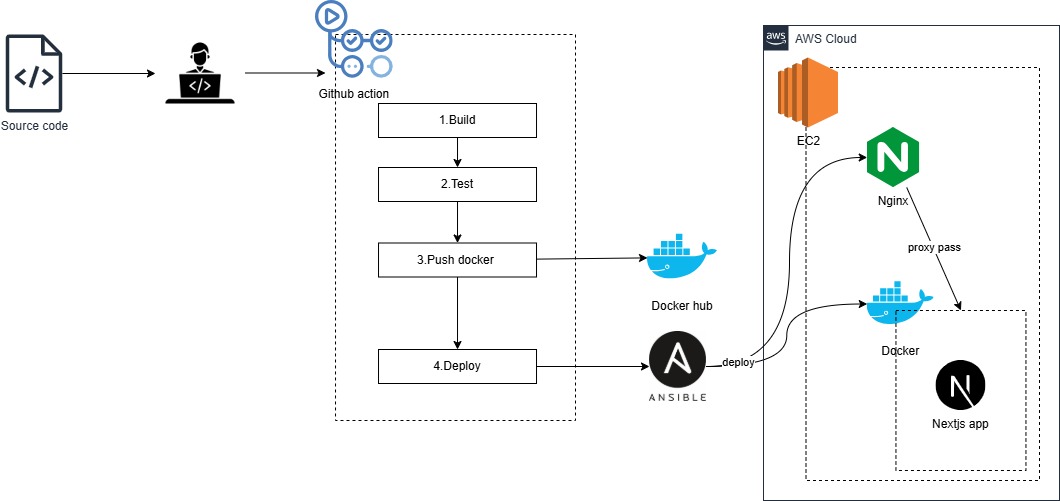 aws
AWS Cloud
Github action
Source code
1.Build
EC2
2.Test
Nginx
proxy pass
3.Push docker
Docker hub
Docker
4.Deploy
deploy
ANSIBLE
Nextjs app